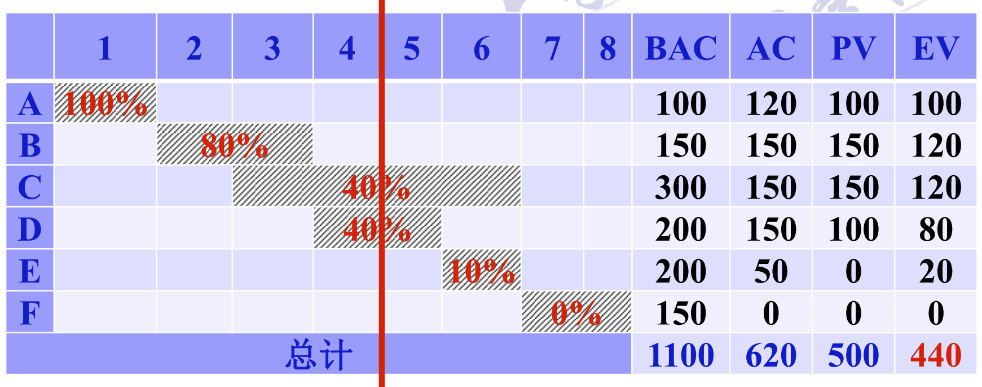 1 2 3 4 5 6 7 8 BAC AC PV EV
A 100% 100 120 100 100
B 80% 150 150 150 120
C 40% 300 150 150 120
D 40% 200 150 100 80
E 10% 200 50 0 20
F 0% 150 0 0 0
总计 1100 620 500 440